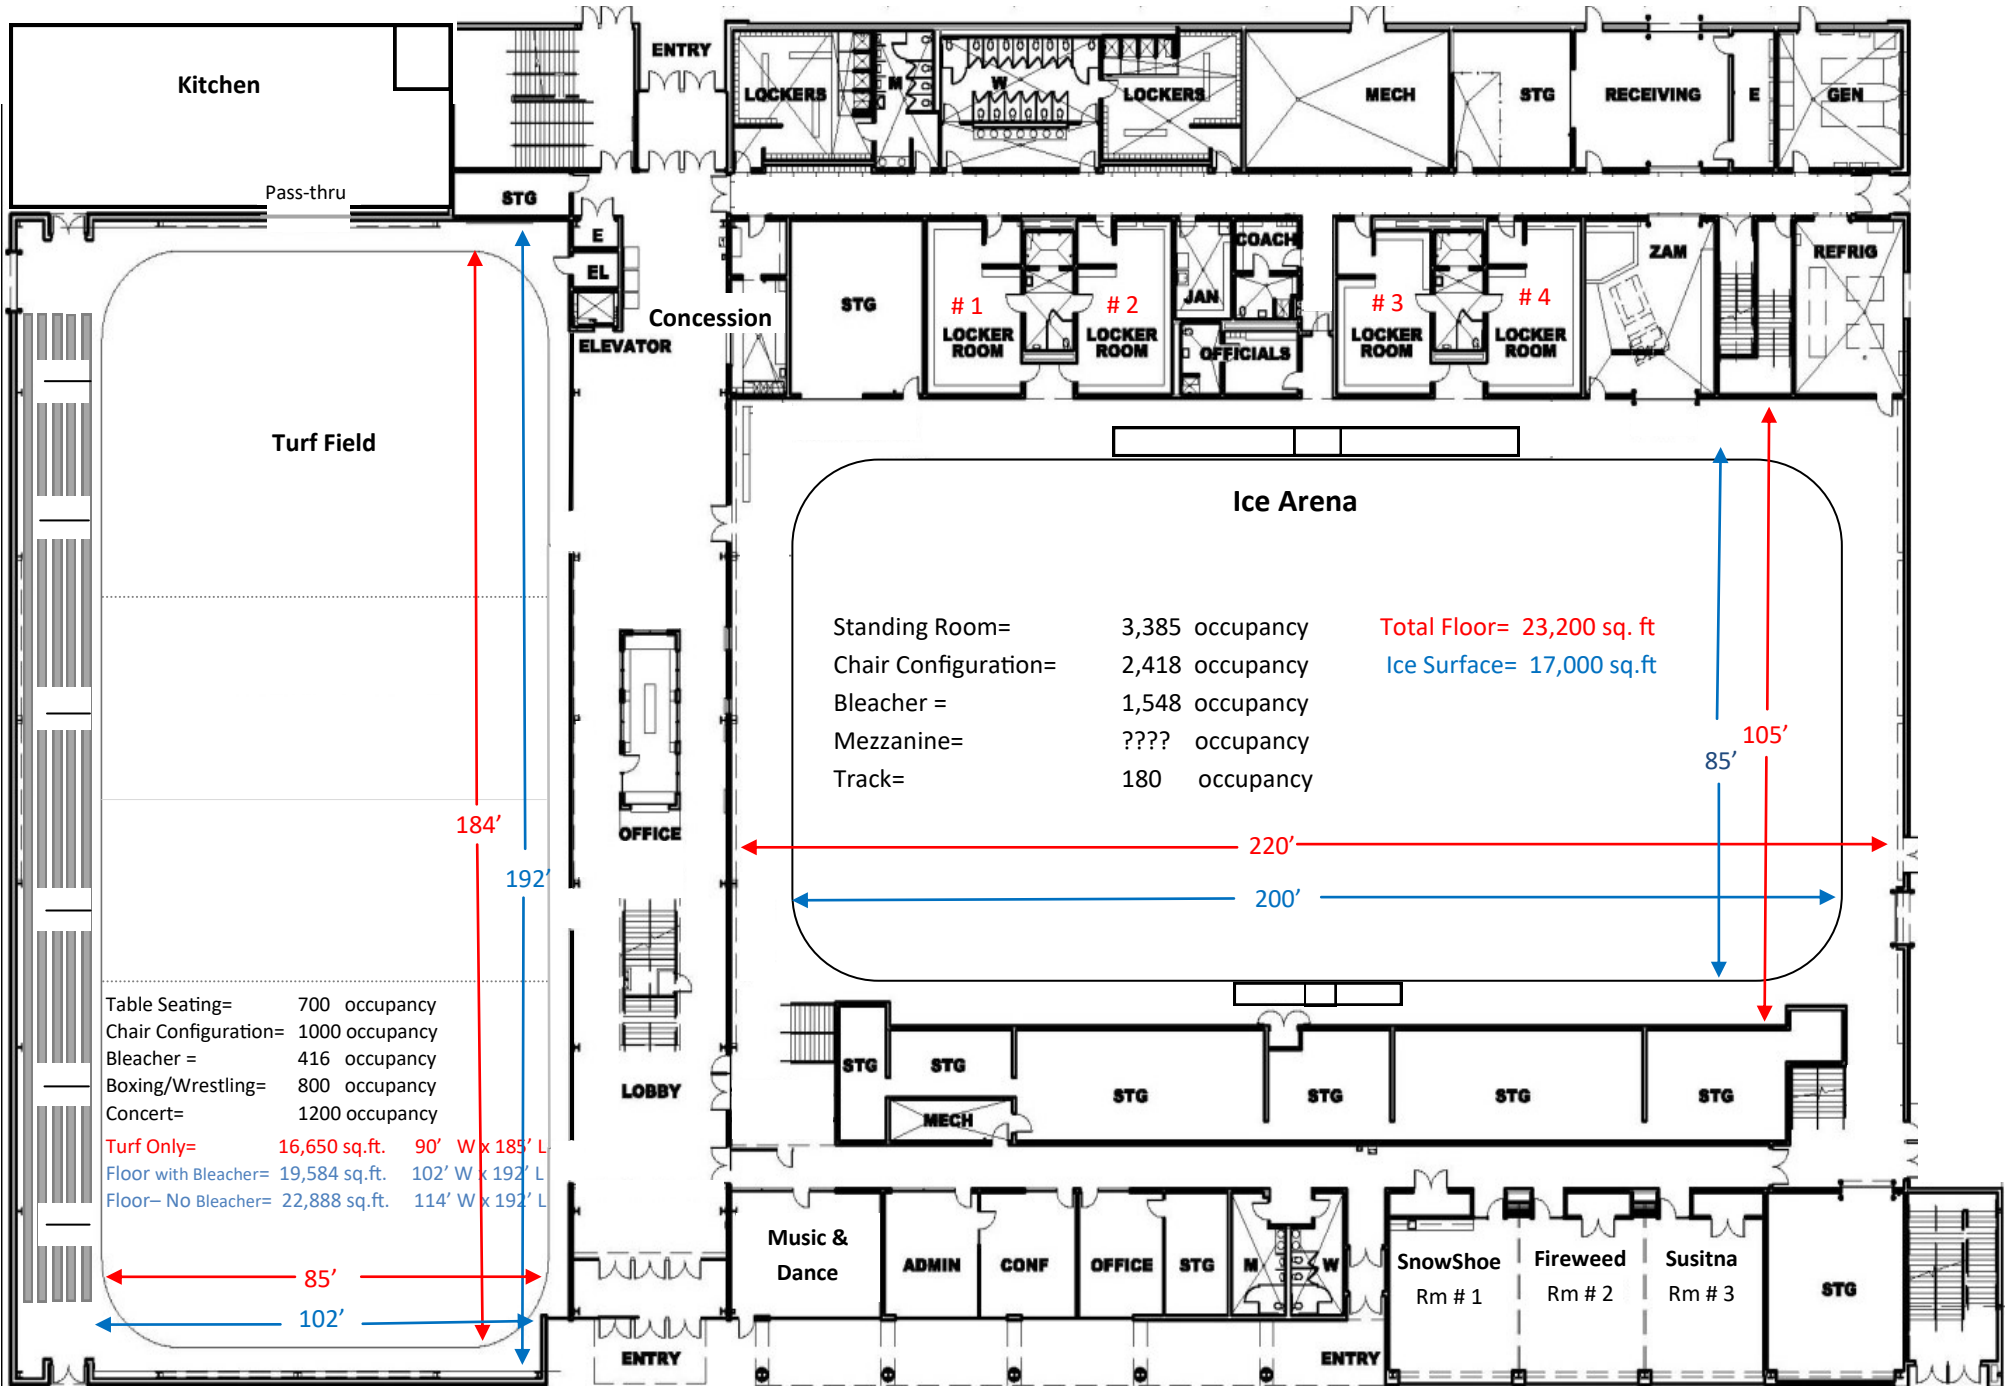 Kitchen
ENTRY
LOCKERS
M
W
LOCKERS
MECH
STG
RECEIVING
E
GEN
Pass-thru
STG
E
EL
ELEVATOR
Concession
STG
# 1
LOCKER
ROOM
# 2
LOCKER
ROOM
JAN
COACH
OFFICIALS
# 3
LOCKER
ROOM
# 4
LOCKER
ROOM
ZAM
REFRIG
Turf Field
Ice Arena
Standing Room= 3,385 occupancy Total Floor= 23,200 sq. ft
Chair Configuration= 2,418 occupancy Ice Surface= 17,000 sq.ft
Bleacher = 1,548 occupancy
Mezzanine= ???? occupancy
Track= 180 occupancy
105’
85’
220’
200’
184’
192’
OFFICE
LOBBY
Table Seating= 700 occupancy
Chair Configuration= 1000 occupancy
Bleacher = 416 occupancy
Boxing/Wrestling= 800 occupancy
Concert= 1200 occupancy
Turf Only= 16,650 sq.ft. 90’ W x 185’ L
Floor with Bleacher= 19,584 sq.ft. 102’ W x 192’ L
Floor– No Bleacher= 22,888 sq.ft. 114’ W x 192’ L
85’
102’
STG
STG
MECH
STG
STG
STG
STG
Music &
Dance
ADMIN
CONF
OFFICE
STG
M
W
SnowShoe
Rm # 1
Fireweed
Rm # 2
Susitna
Rm # 3
STG
ENTRY
ENTRY